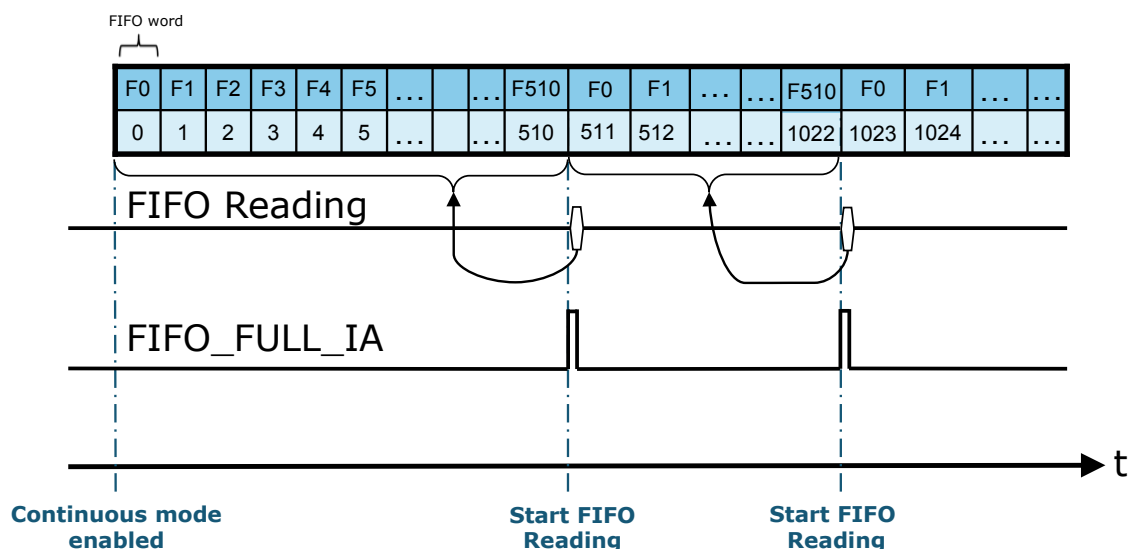 FIFO word
F0 F1 F2 F3 F4 F5 ... ... F510 F0 F1 ... ... F510 F0 F1 ... ...
0 1 2 3 4 5 ... ... 510 511 512 ... ... 1022 1023 1024 ... ...
FIFO Reading
FIFO_FULL_IA
t
Continuous mode
enabled
Start FIFO
Reading
Start FIFO
Reading